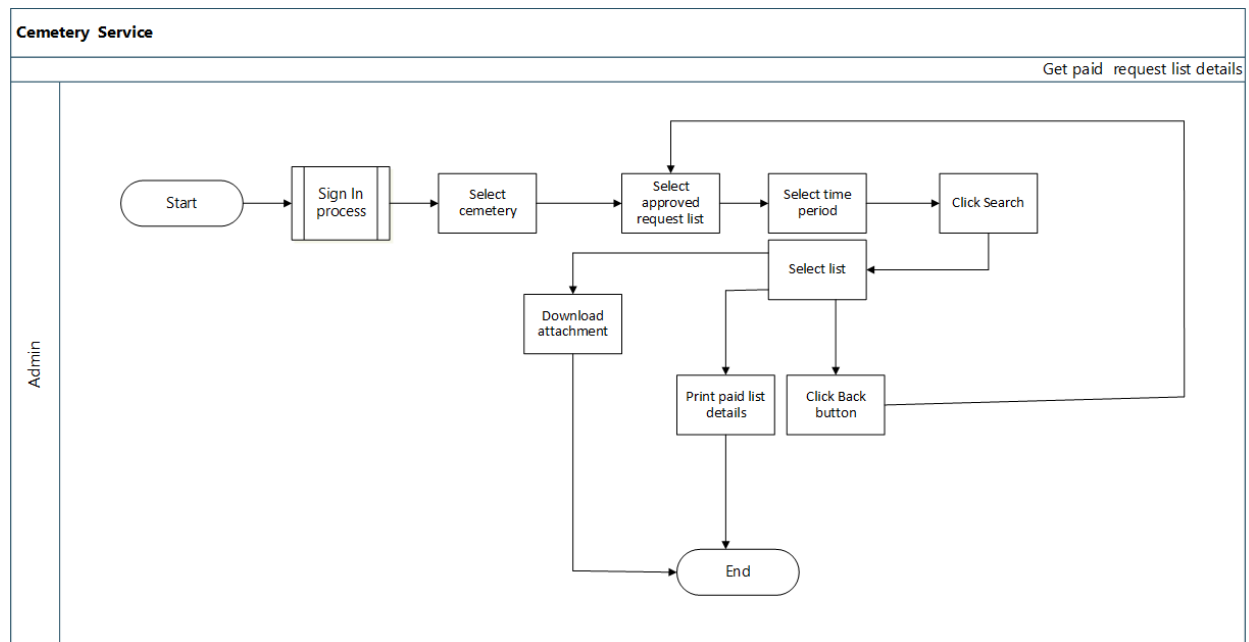 Cemetery Service
Get paid request list details
Admin
Start
Sign In
process
Select
cemetery
Select
approved
request list
Select time
period
Click Search
Select list
Download
attachment
Print paid list
details
Click Back
button
End